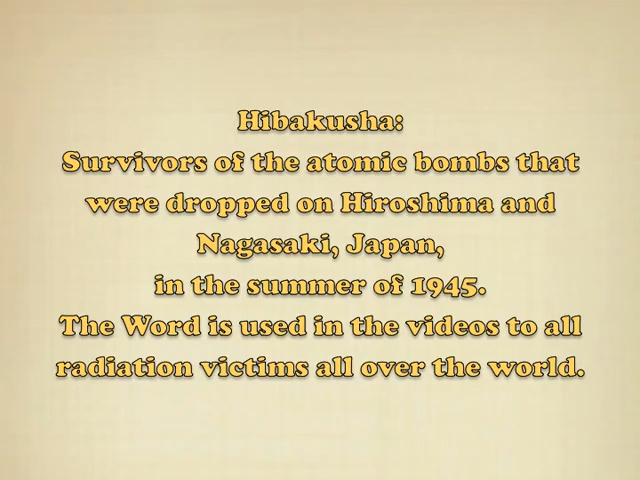 Hibakusha:
Survivors of the atomic bombs that
were dropped on Hiroshima and
Nagasaki, Japan,
in the summer of 1945.
The Word is used in the videos to all
radiation victims all over the world.